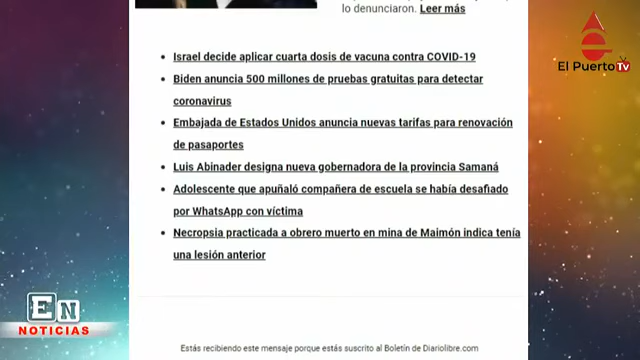 lo denunciaron. Leer más
Israel decide aplicar cuarta dosis de vacuna contra COVID-19
Biden anuncia 500 millones de pruebas gratuitas para detectar
coronavirus
Embajada de Estados Unidos anuncia nuevas tarifas para renovación
de pasaportes
Luis Abinader designa nueva gobernadora de la provincia Samaná
Adolescente que apuñaló compañera de escuela se había desafiado
por WhatsApp con víctima
Necropsia practicada a obrero muerto en mina de Maimón indica tenía
una lesión anterior
Estás recibiendo este mensaje porque estás suscrito al Boletín de Diariolibre.com
El Puerto Tv
EN
NOTICIAS